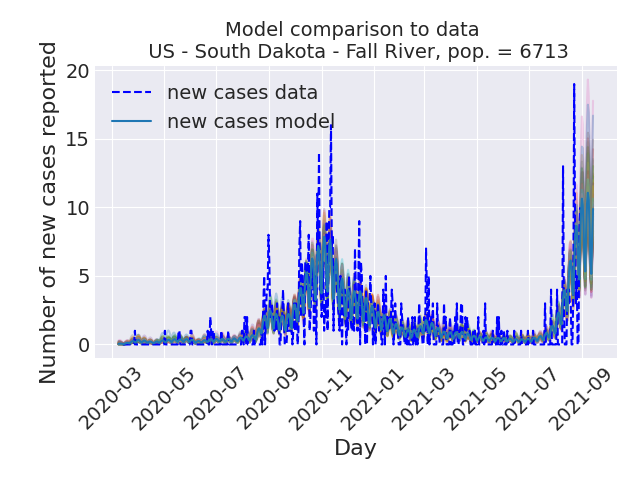 Model comparison to data
US - South Dakota - Fall River, pop. = 6713
Number of new cases reported
20
15
10
5
0
new cases data
new cases model
2020-03
2020-05
2020-07
2020-09
2020-11
2021-01
2021-03
2021-05
2021-07
2021-09
Day